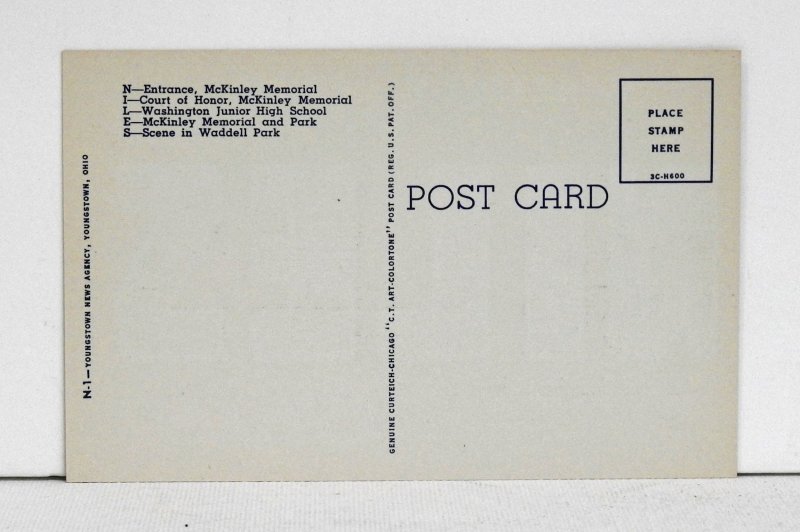 N—Entrance, McKinley Memorial
I—Court of Honor, McKinley Memorial
L—Washington Junior High School
E—McKinley Memorial and Park
S—Scene in Waddell Park
N-1—YOUNGSTOWN NEWS AGENCY, YOUNGSTOWN, OHIO
GENUINE CURTEICH-CHICAGO "C.T. ART-COLORTONE" POST CARD (REG. U.S. PAT. OFF.)
POST CARD
PLACE
STAMP
HERE
3C-H600